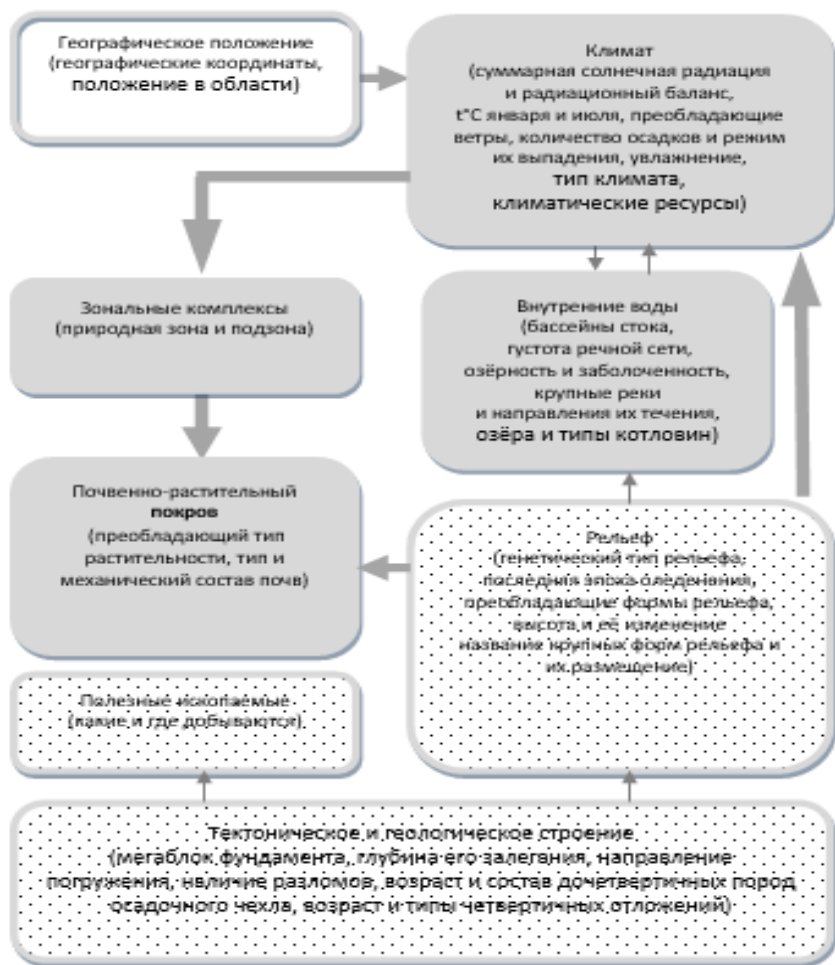 Географическое положение
(географические координаты,
положение в области)
Климат
(суммарная солнечная радиация
и радиационный баланс,
t°C января и июля, преобладающие
ветры, количество осадков и режим
их выпадения, увлажнение,
тип климата,
климатические ресурсы)
Зональные комплексы
(природная зона и подзона)
Внутренние воды
(бассейны стока,
густота речной сети,
озёрность и заболоченность,
крупные реки
и направления их течения,
озёра и типы котловин)
Почвенно-растительный
покров
(преобладающий тип
растительности, тип и
механический состав почв)
Рельеф
(генетический тип рельефа,
последняя эпоха оледенения,
преобладающие формы рельефа,
высота и её изменение
название крупных форм рельефа и
их размещение)
Полезные ископаемые
(какие и где добываются)
Тектоническое и геологическое строение
(мегаблок фундамента, глубина его залегания, направление
погружения, наличие разломов, возраст и состав дочетвертичных пород
осадочного чехла, возраст и типы четвертичных отложений)